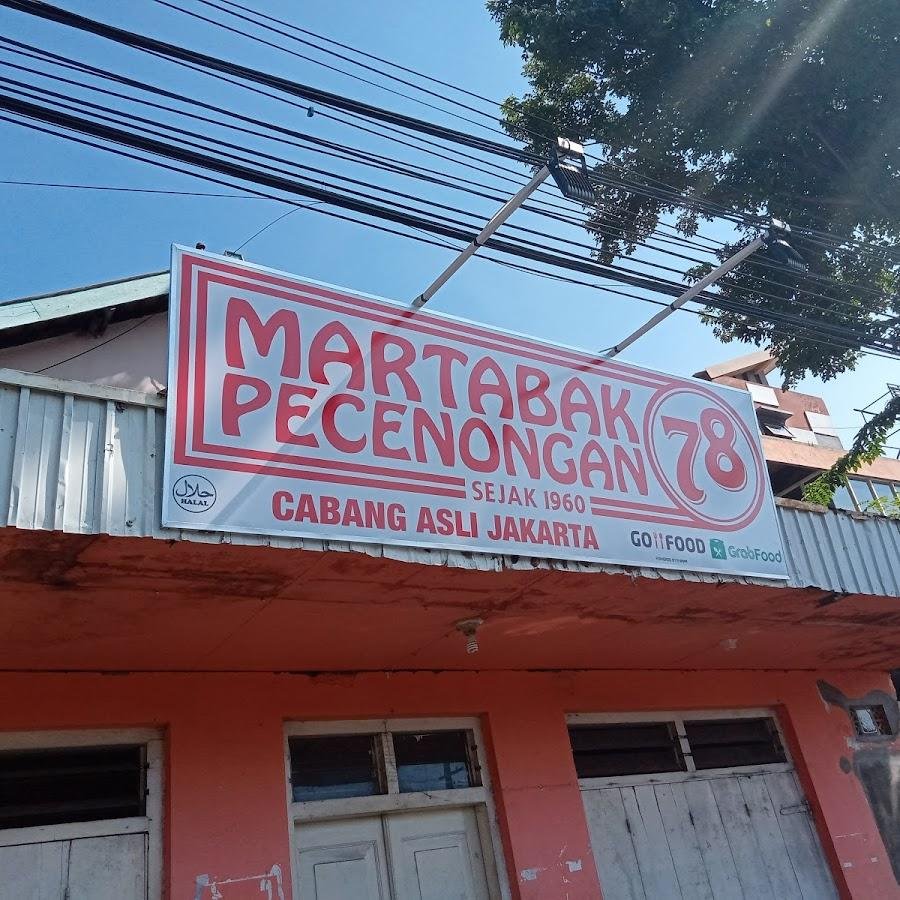 MARTABAK
PECENONGAN
78
SEJAK 1960
CABANG ASLI JAKARTA
حلال
HALAL
GO FOOD
GrabFood